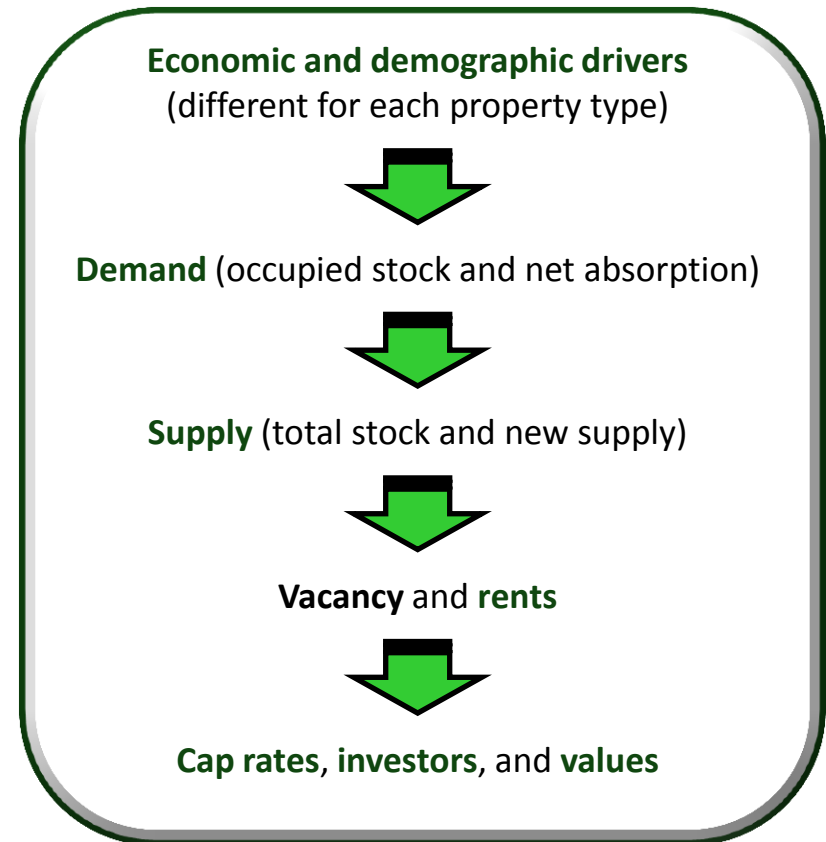 Economic and demographic drivers
(different for each property type)
Demand (occupied stock and net absorption)
Supply (total stock and new supply)
Vacancy and rents
Cap rates, investors, and values